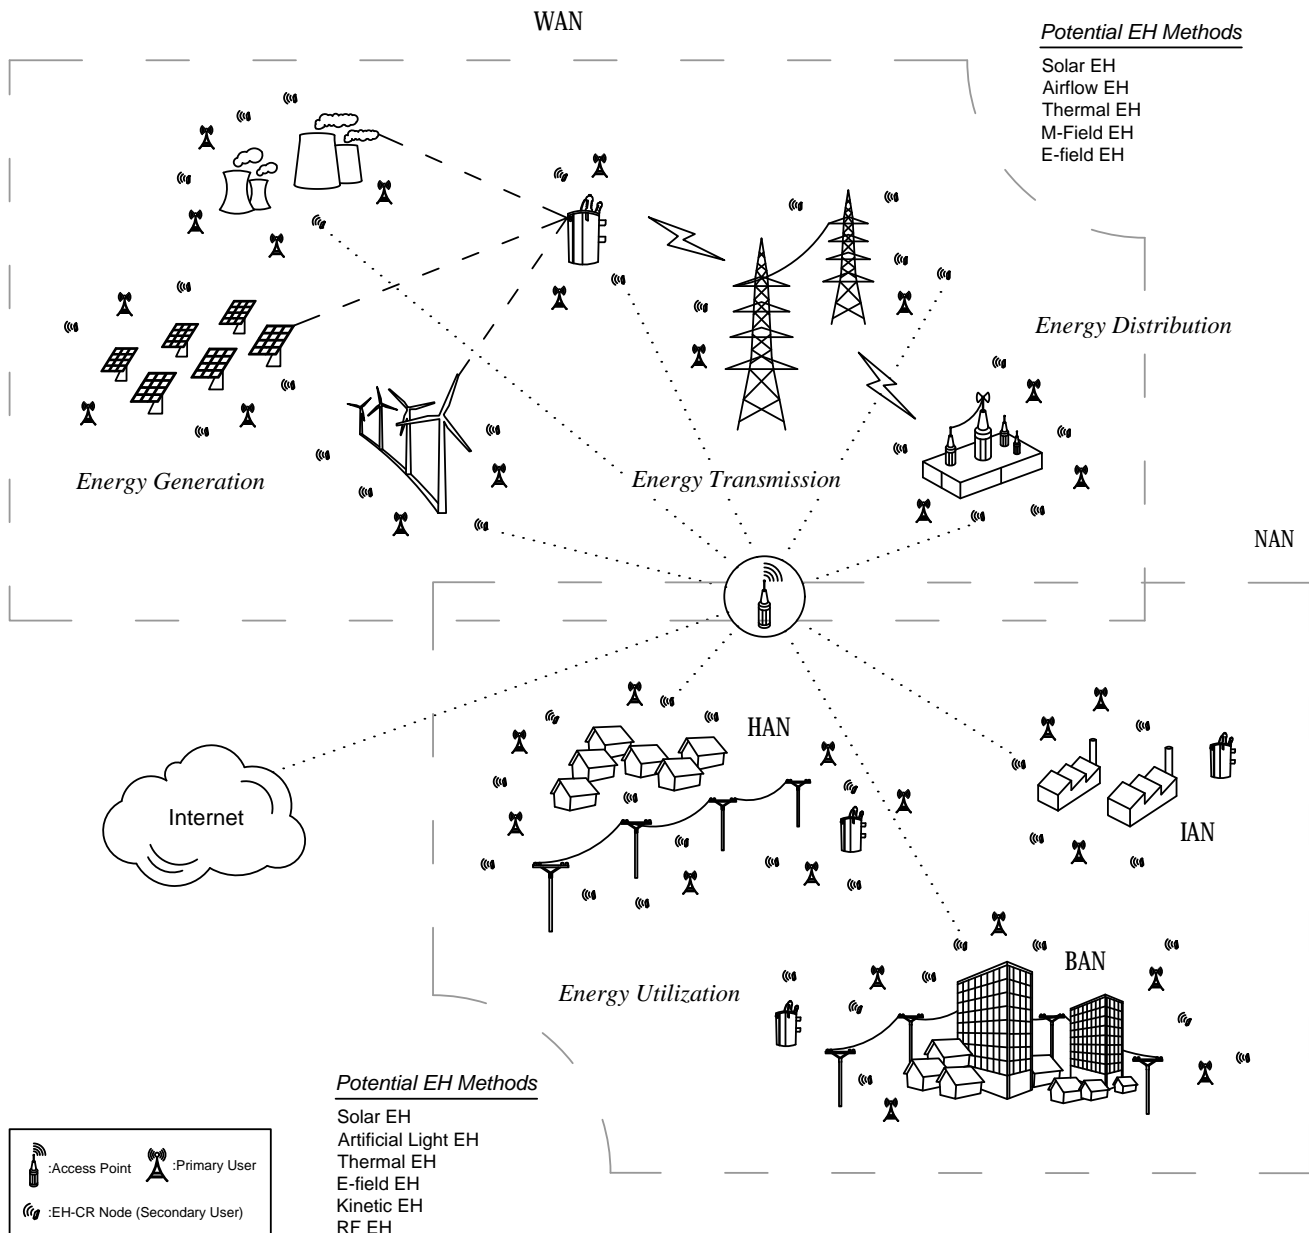 WAN
Potential EH Methods
Solar EH
Airflow EH
Thermal EH
M-Field EH
E-field EH
Energy Distribution
Energy Generation
Energy Transmission
NAN
HAN
Internet
IAN
BAN
Energy Utilization
Potential EH Methods
Solar EH
Artificial Light EH
Thermal EH
E-field EH
Kinetic EH
RF EH
:Access Point :Primary User
:EH-CR Node (Secondary User)